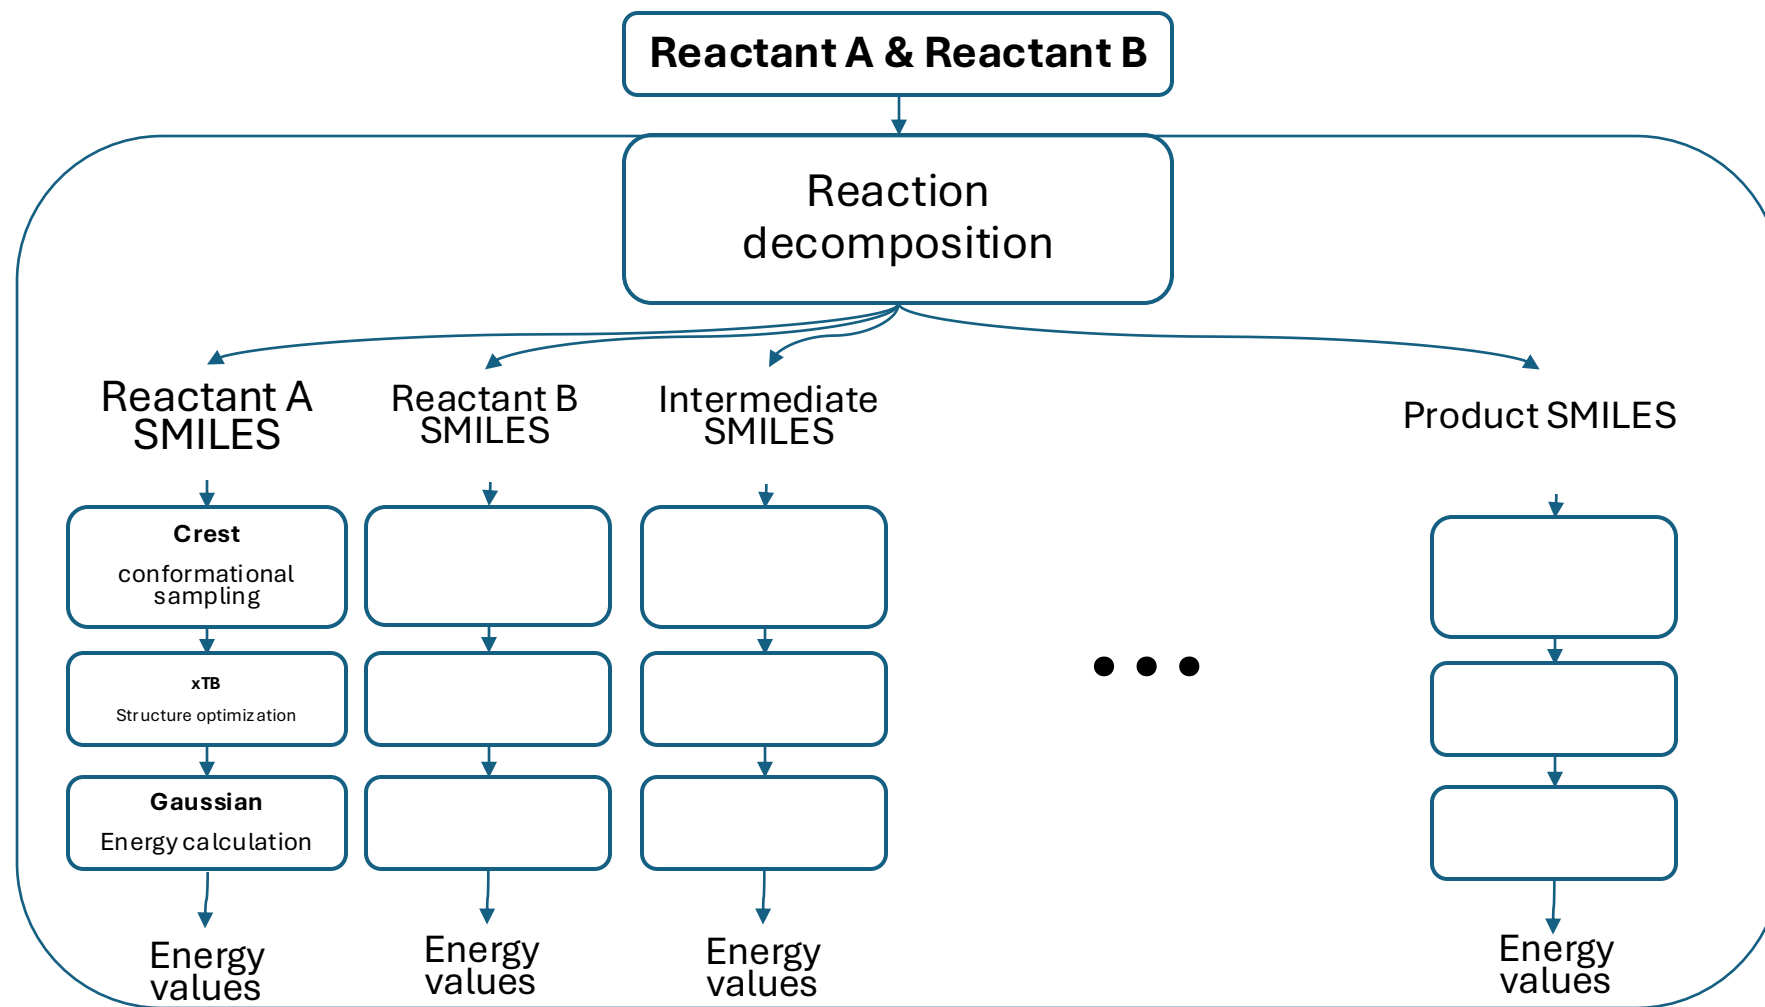 Reactant A & Reactant B
Reaction
decomposition
Reactant A
SMILES
Reactant B
SMILES
Intermediate
SMILES
Product SMILES
Crest
conformational
sampling
xTB
Structure optimization
Gaussian
Energy calculation
Energy
values
Energy
values
Energy
values
Energy
values